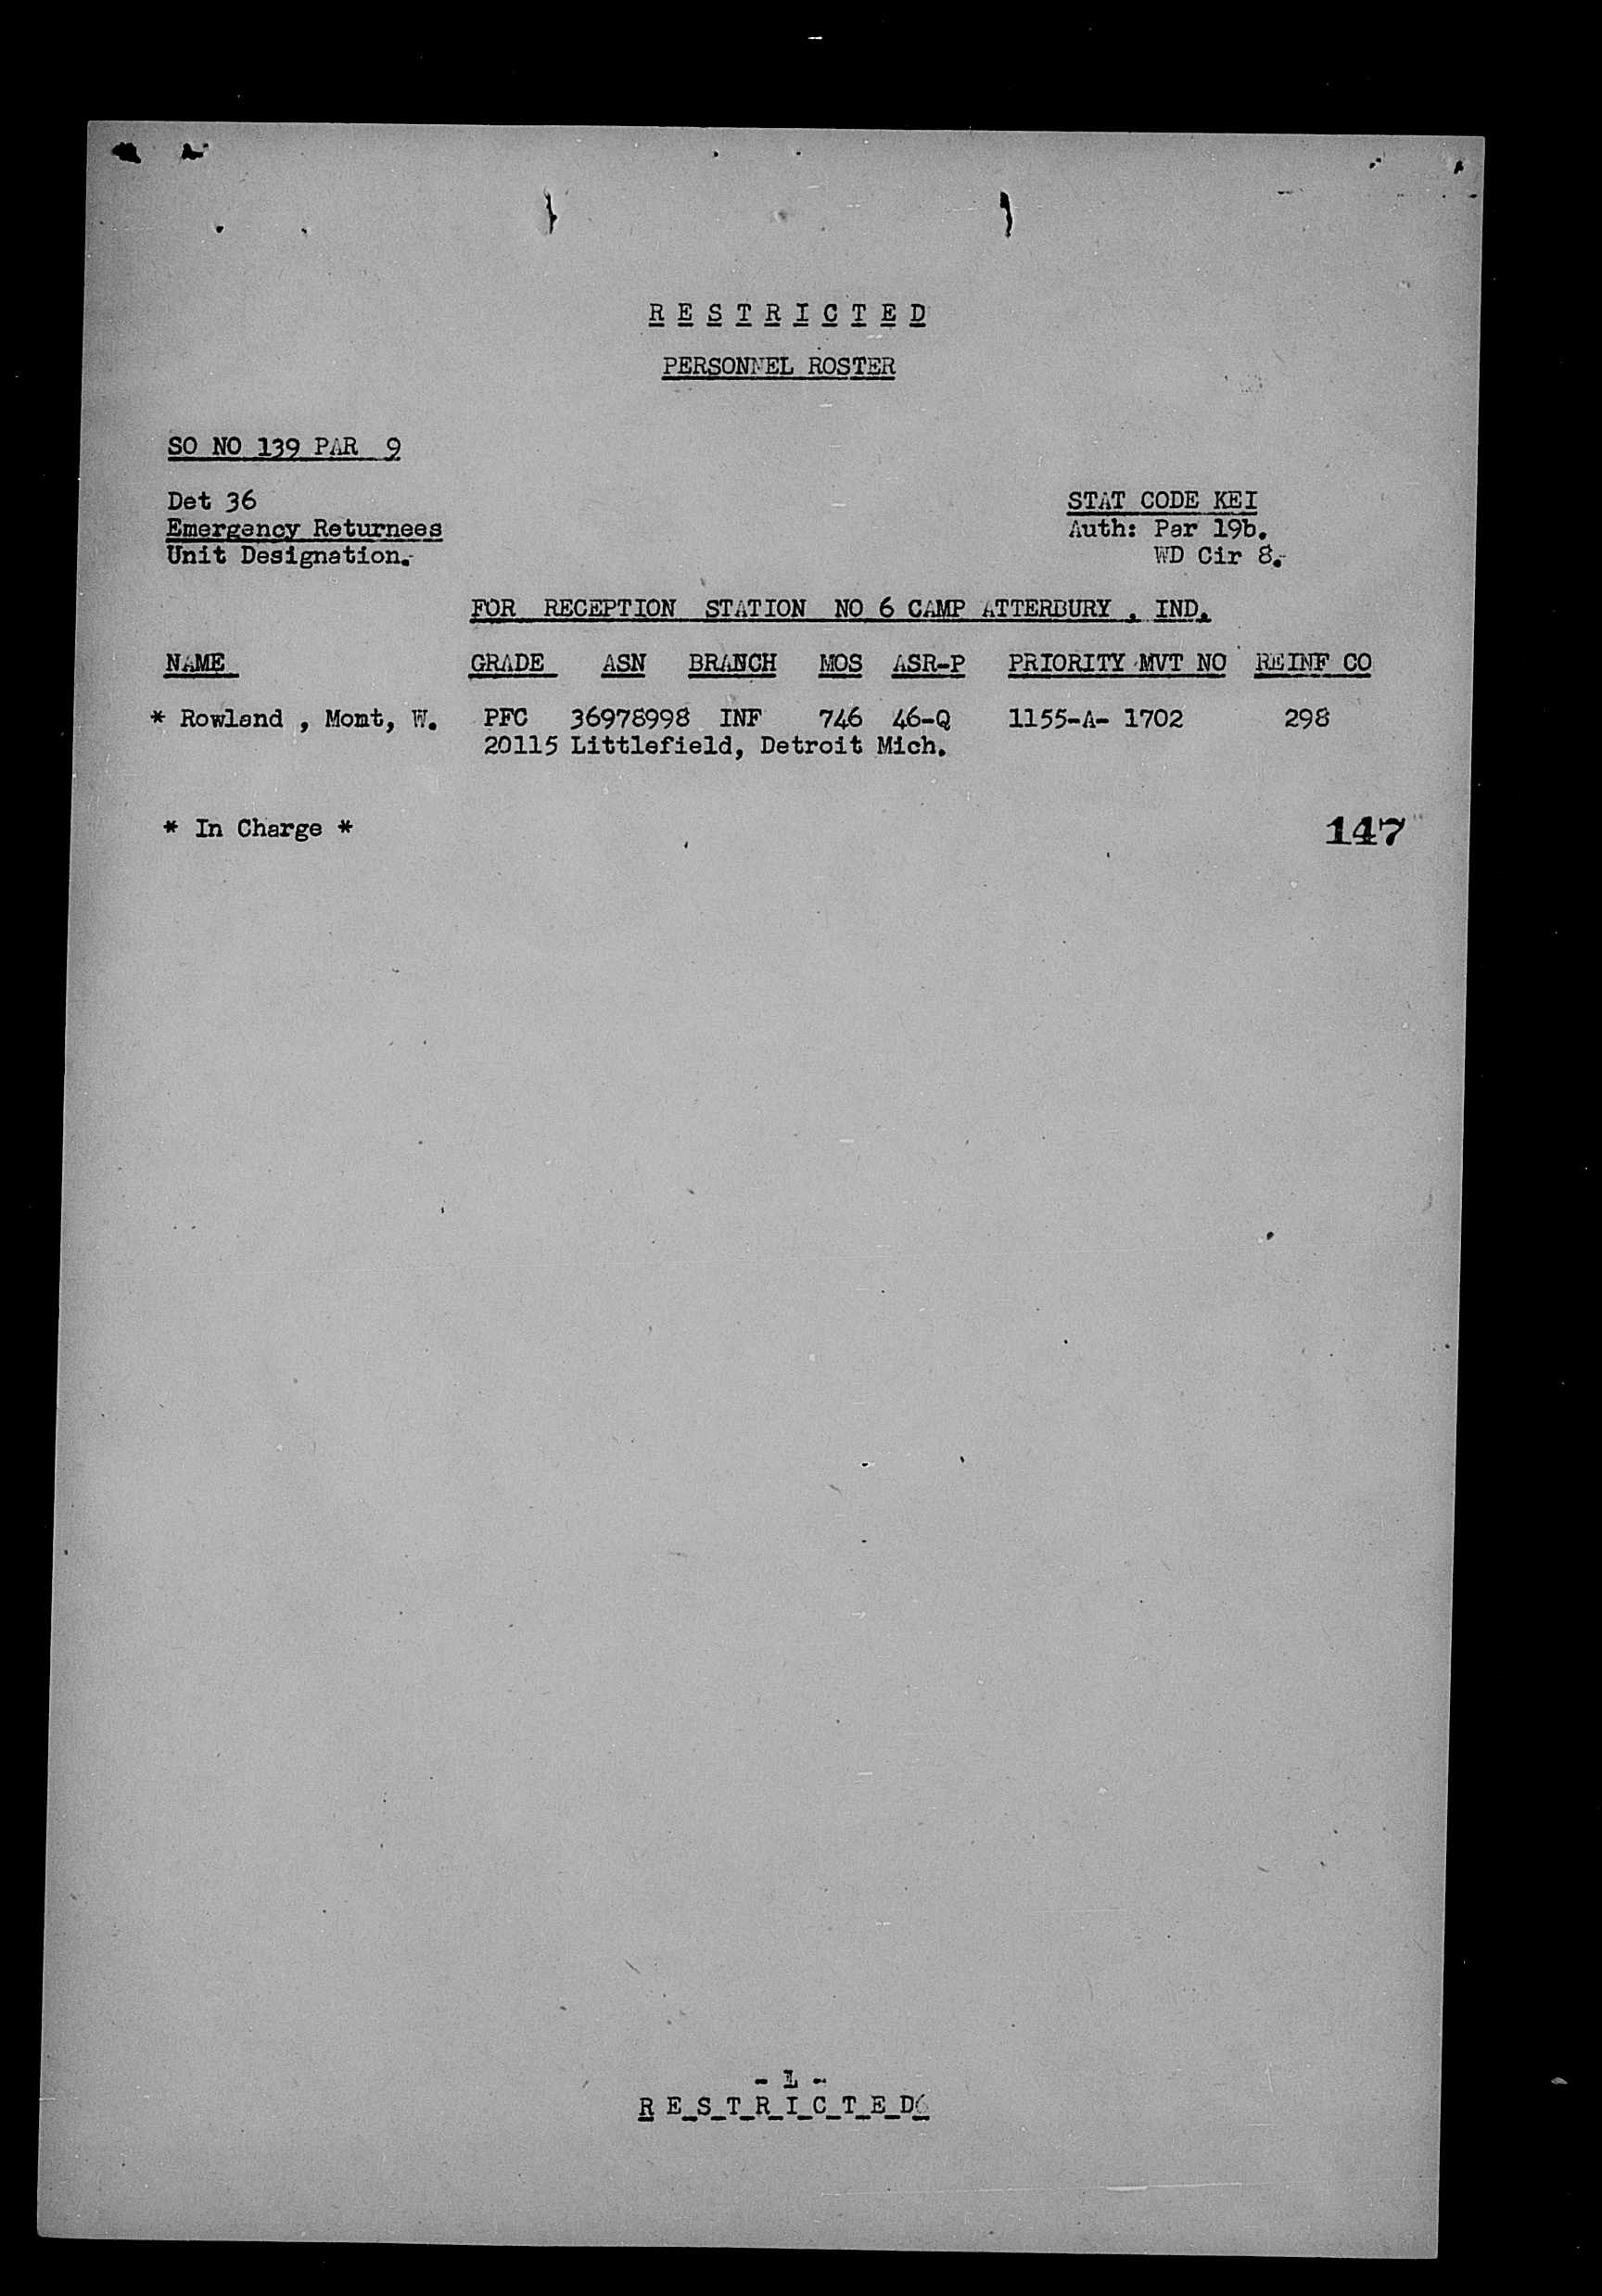 R E S T R I C T E D
PERSONNEL ROSTER
SO NO 139 PAR 9
Det 36
Emergency Returnees
Unit Designation.
STAT CODE KEI
Auth: Par 19b.
WD Cir 8.
FOR RECEPTION STATION NO 6 CAMP ATTERBURY . IND.
NAME GRADE ASN BRANCH MOS ASR-P PRIORITY MVT NO REINF CO
* Rowland , Mont, W. PFC 36978998 INF 746 46-Q 1155-A- 1702 298
20115 Littlefield, Detroit Mich.
* In Charge * 147
- 1 -
R E S T R I C T E D